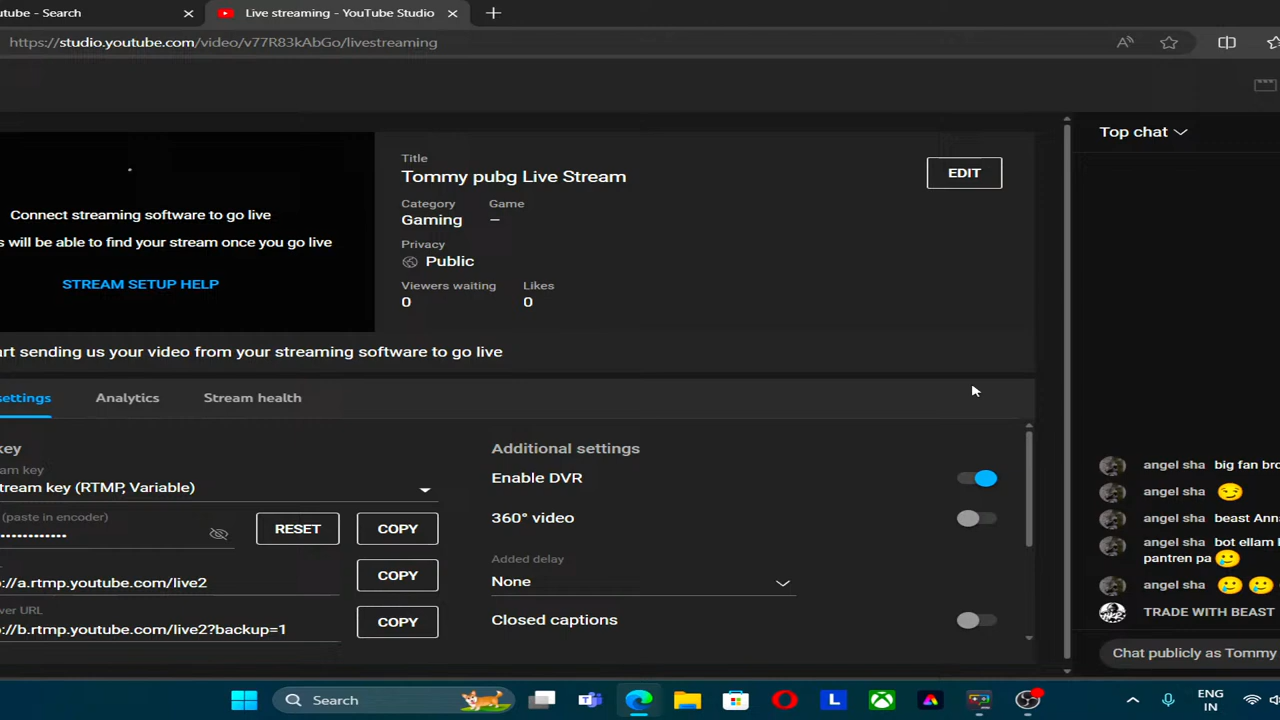 utube - Search
Live streaming - YouTube Studio
https://studio.youtube.com/video/v77R83kAbGo/livestreaming
Connect streaming software to go live
s will be able to find your stream once you go live
STREAM SETUP HELP
Title
Tommy pubg Live Stream
EDIT
Category Game
Gaming –
Privacy
Public
Viewers waiting Likes
0 0
art sending us your video from your streaming software to go live
settings Analytics Stream health
key
am key
tream key (RTMP, Variable)
(paste in encoder)
RESET COPY
://a.rtmp.youtube.com/live2
COPY
ver URL
://b.rtmp.youtube.com/live2?backup=1
COPY
Additional settings
Enable DVR
360° video
Added delay
None
Closed captions
Top chat
angel sha big fan bro
angel sha 😏
angel sha beast Ann
angel sha bot ellam
pantren pa 🥲
angel sha 🥲 🥲
TRADE WITH BEAST
Chat publicly as Tommy
Search
ENG
IN